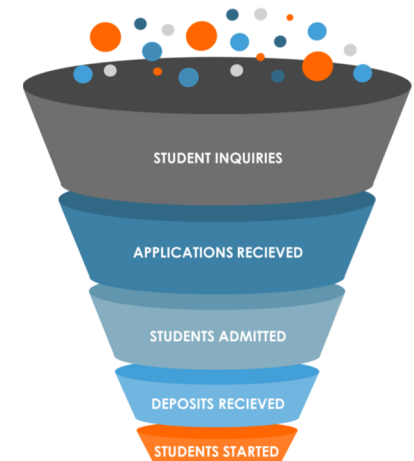 STUDENT INQUIRIES
APPLICATIONS RECIEVED
STUDENTS ADMITTED
DEPOSITS RECIEVED
STUDENTS STARTED